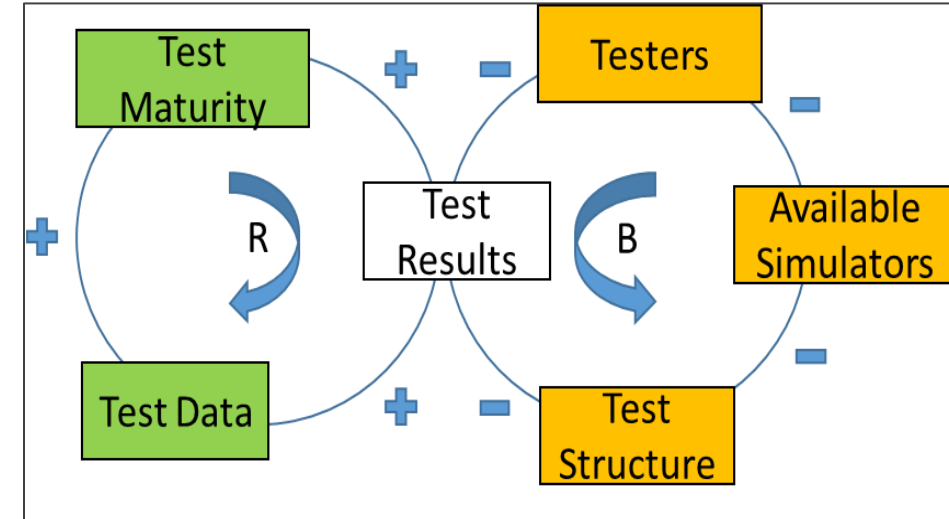 Test
Maturity
+
+
−
Testers
−
Test
Results
Available
Simulators
+
R
B
−
Test Data
+
−
Test
Structure